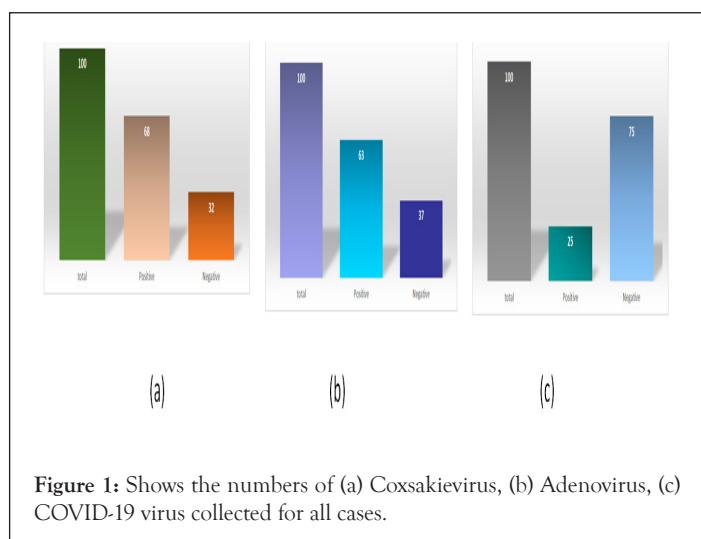 100
68
32
total Positive Negative
100
63
37
total Positive Negative
100
25
75
total Positive Negative
(a) (b) (c)
Figure 1: Shows the numbers of (a) Coxsakievirus, (b) Adenovirus, (c)
COVID-19 virus collected for all cases.